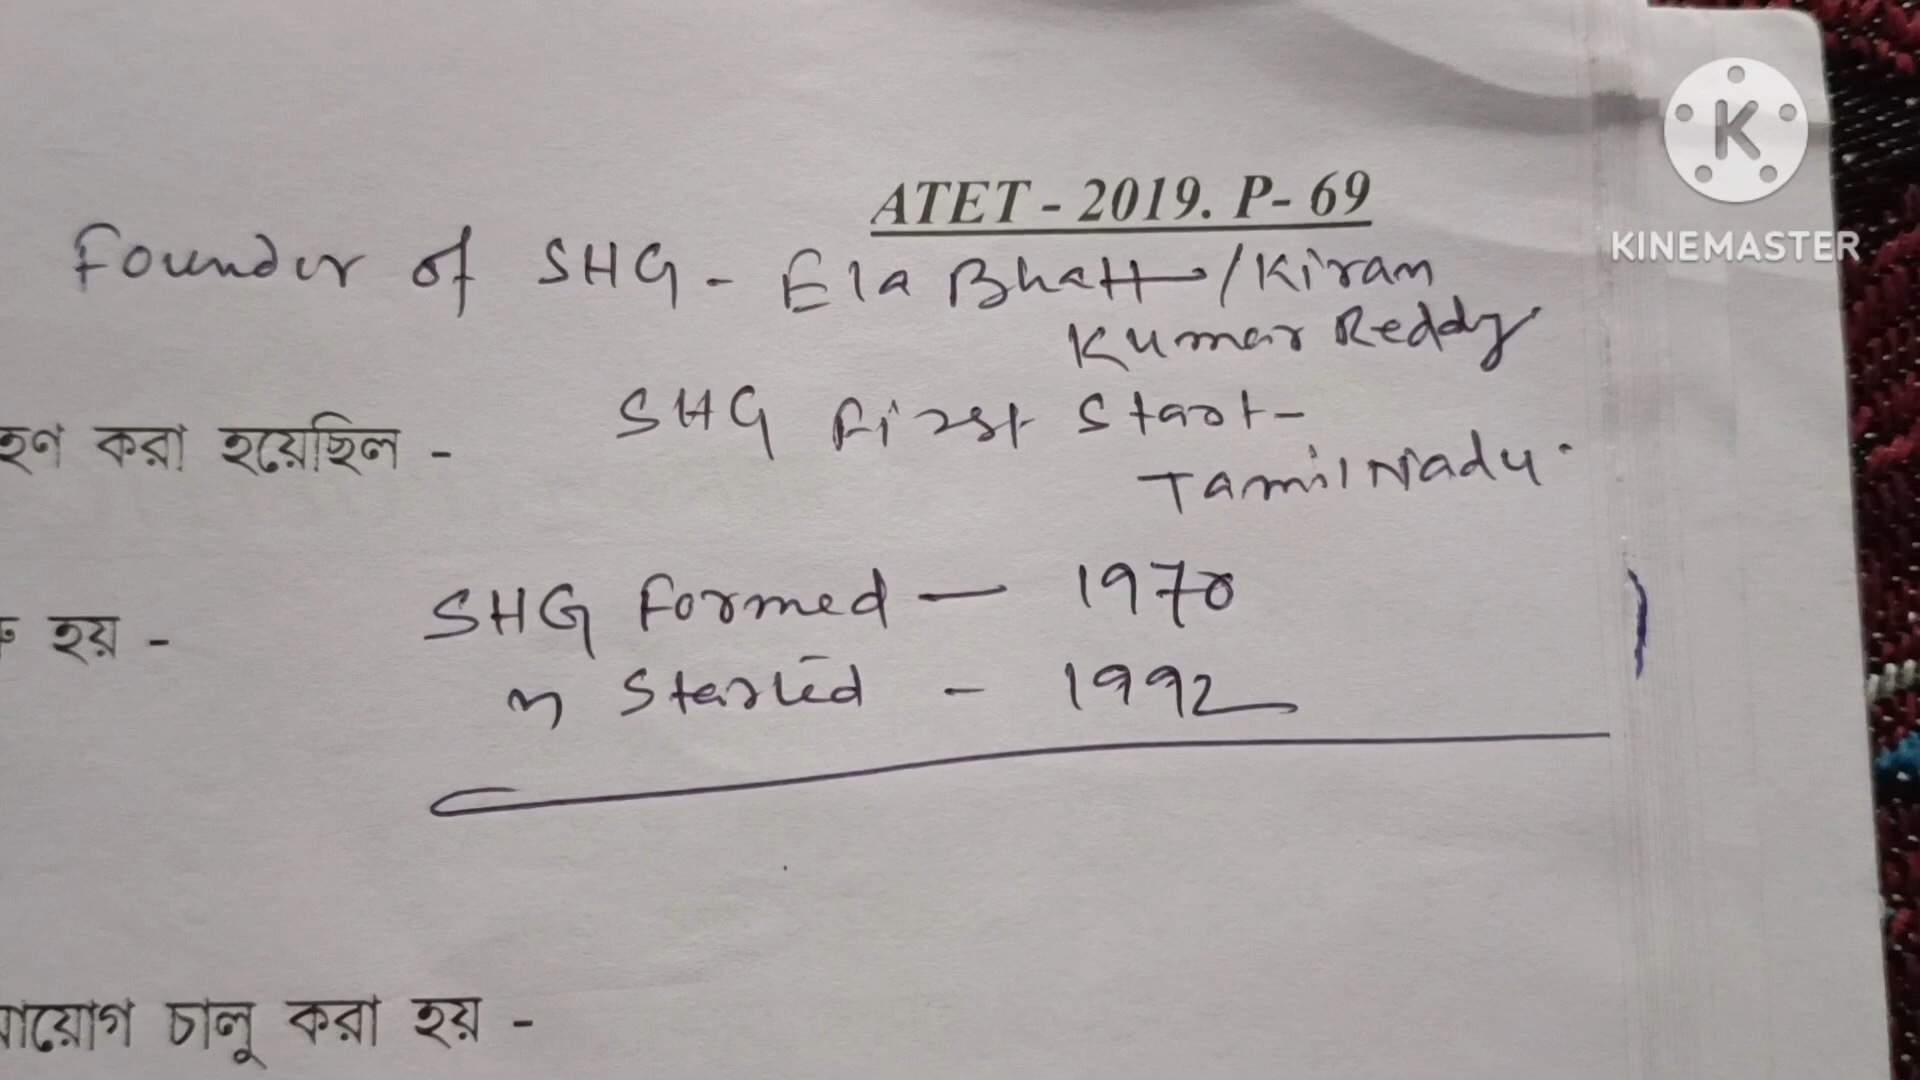 K
KINEMASTER
ATET - 2019. P- 69
Founder of SHG - Ela Bhatt/Kiran
Kumar Reddy
SHG First Start-
Tamil Nadu.
হণ করা হয়েছিল -
SHG Formed — 1970
হয় -
" Started - 1992
য়োগ চালু করা হয় -